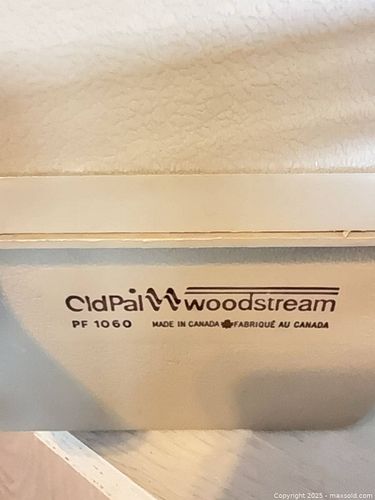 OldPal woodstream
PF 1060 MADE IN CANADA FABRIQUÉ AU CANADA
Copyright © 2025 - maxsold.com